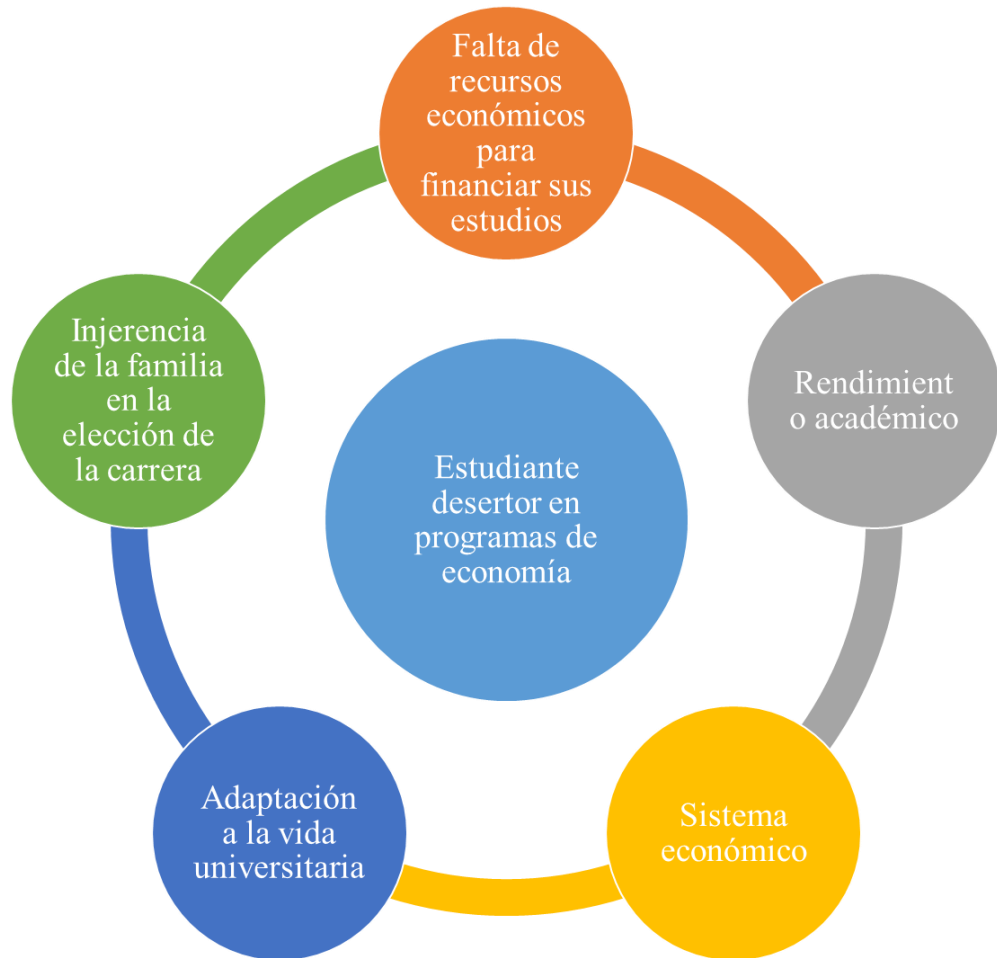 Falta de
recursos
económicos
para
financiar sus
estudios
Rendimient
o académico
Sistema
económico
Adaptación
a la vida
universitaria
Injerencia
de la familia
en la
elección de
la carrera
Estudiante
desertor en
programas de
economía